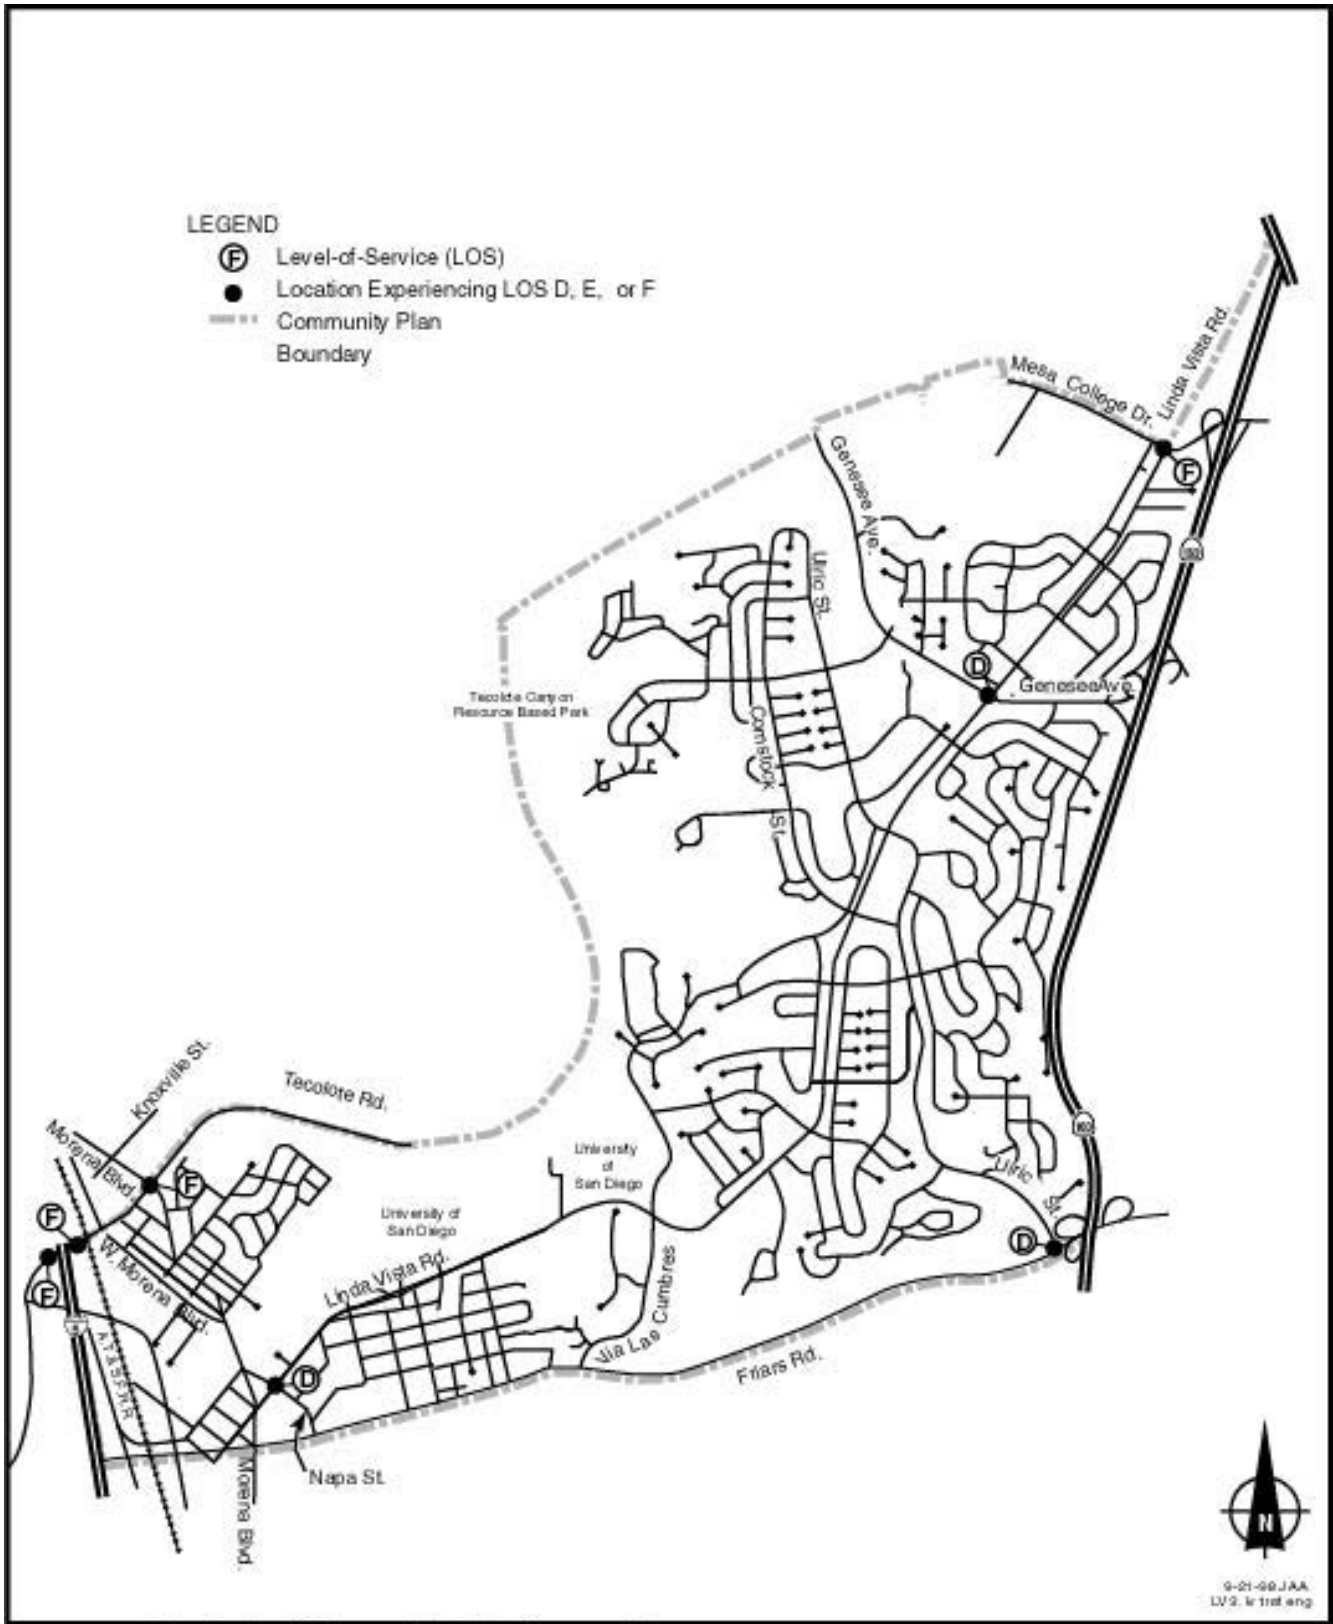 LEGEND
F Level-of-Service (LOS)
Location Experiencing LOS D, E, or F
Community Plan
Boundary
Linda Vista Rd.
Mesa College Dr.
F
Genesee Ave.
Ulric St.
D
Genesee Ave.
Tecolote Canyon
Resource Based Park
Comstock
St.
Knoxville St.
Tecolote Rd.
Morena Blvd.
F
University
of
San Diego
Ulric St.
University of
San Diego
F
D
W. Morena Blvd.
Linda Vista Rd.
F
Via Las Cumbres
A.T.&S.F.R.R
Friars Rd.
D
Napa St.
Morena Blvd.
N